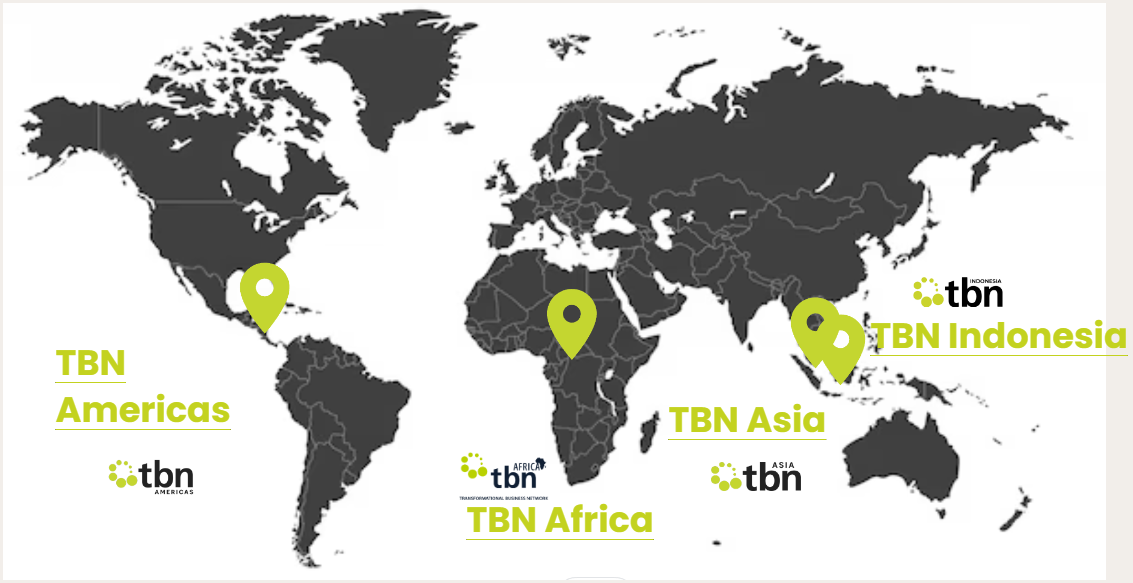 INDONESIA
tbn
TBN Indonesia
TBN
Americas
TBN Asia
tbn
AMERICAS
AFRICA
tbn
TRANSFORMATIONAL BUSINESS NETWORK
ASIA
tbn
TBN Africa